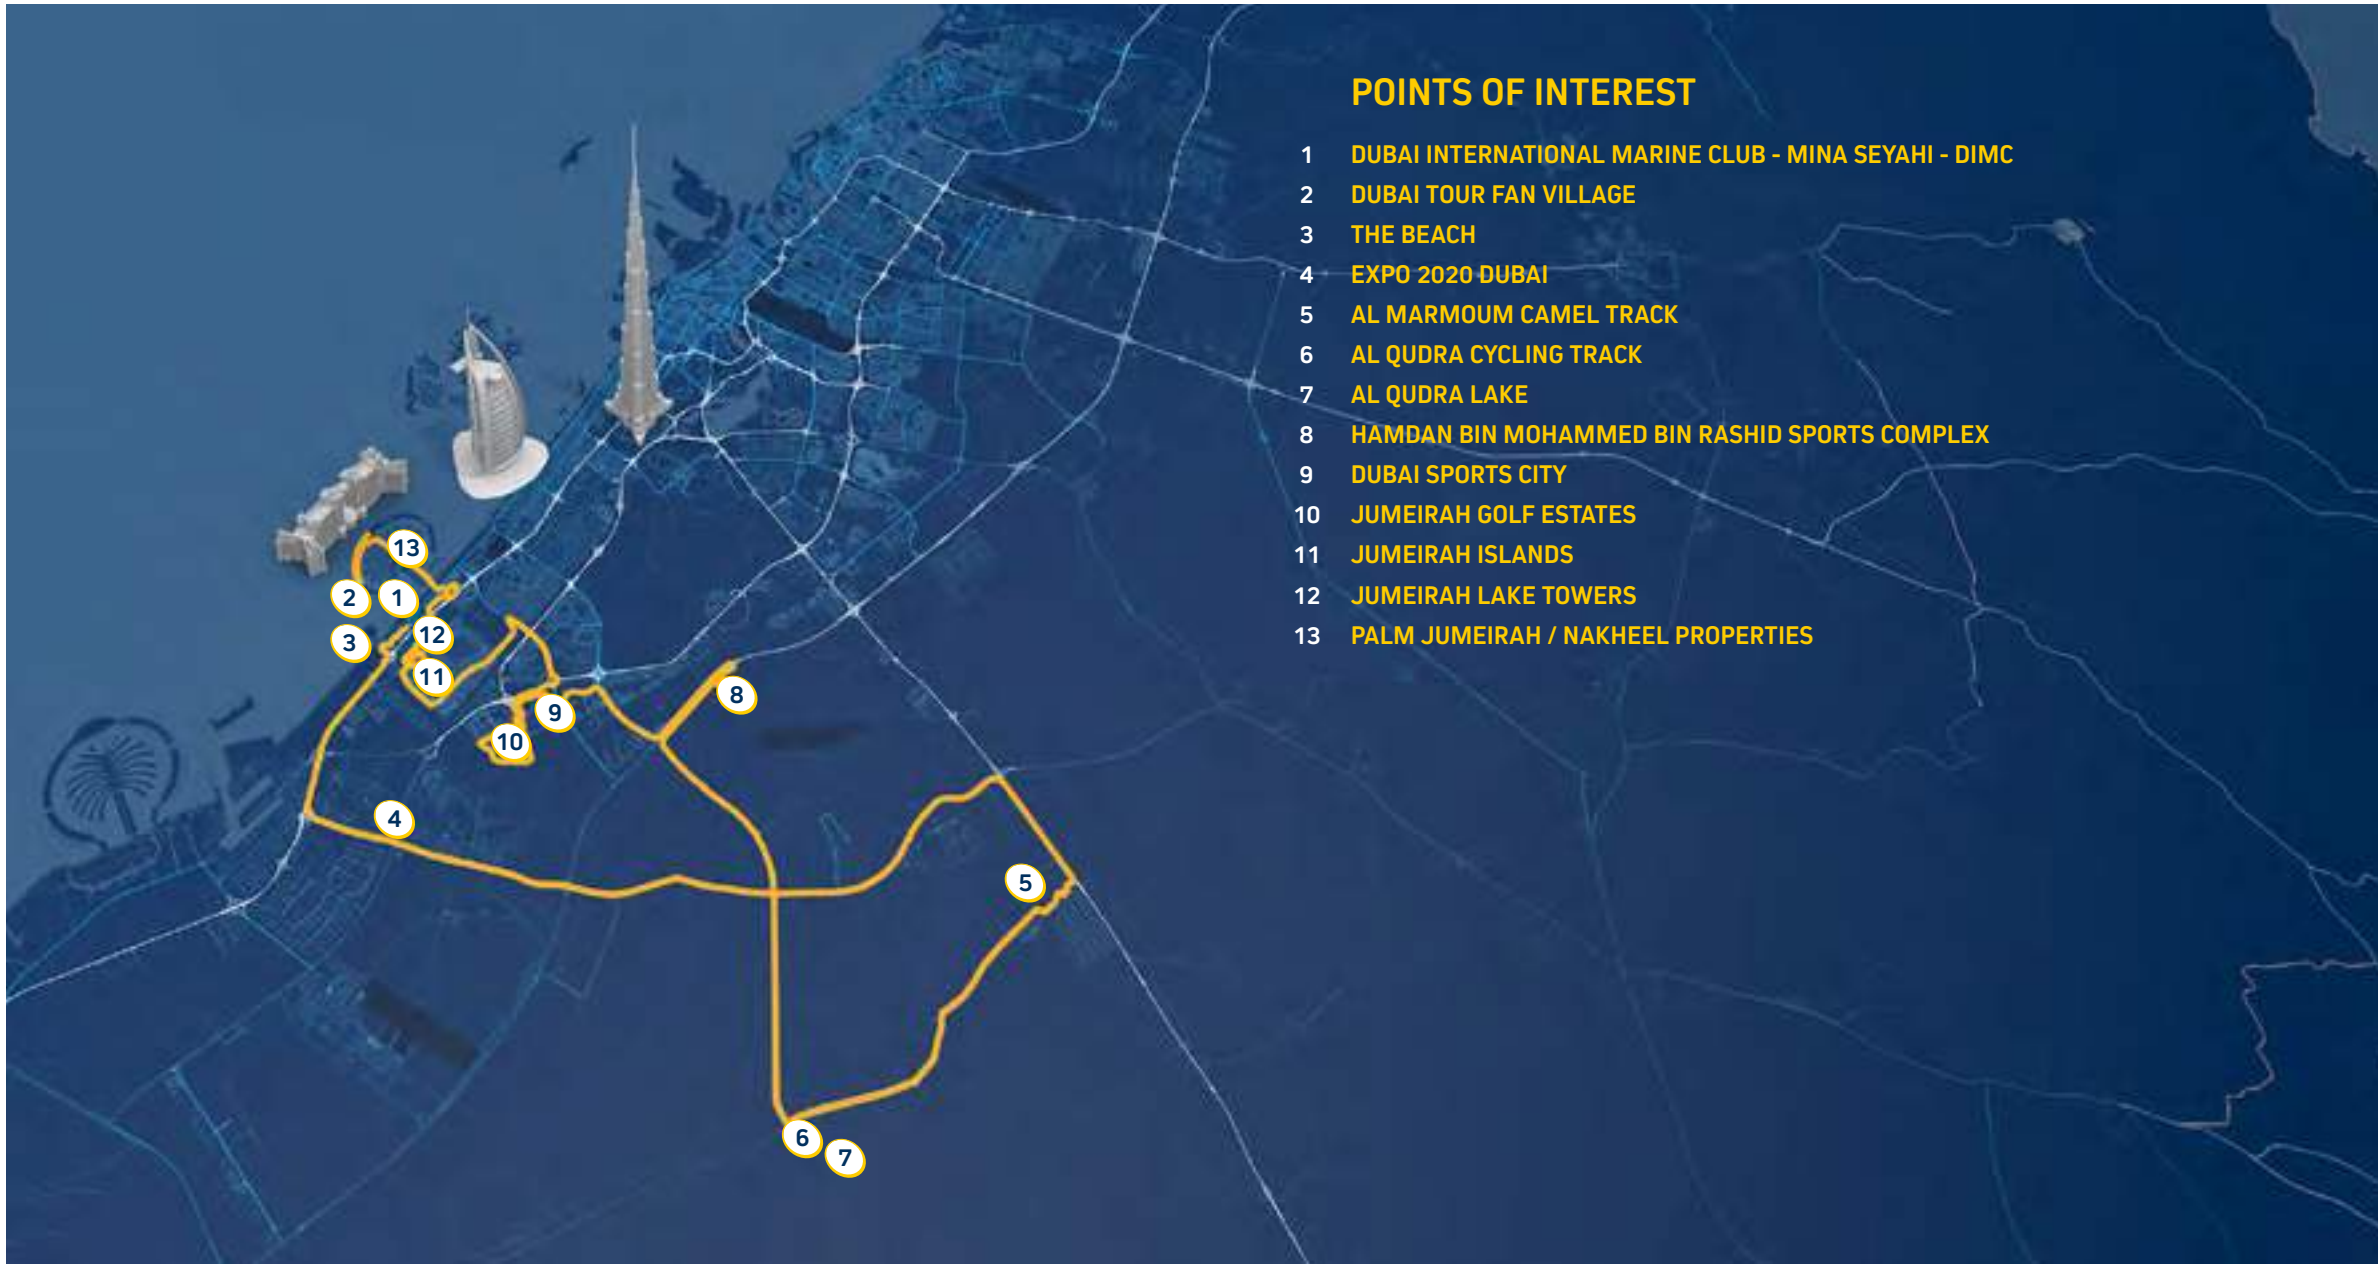 POINTS OF INTEREST
1 DUBAI INTERNATIONAL MARINE CLUB - MINA SEYAHI - DIMC
2 DUBAI TOUR FAN VILLAGE
3 THE BEACH
4 EXPO 2020 DUBAI
5 AL MARMOUM CAMEL TRACK
6 AL QUDRA CYCLING TRACK
7 AL QUDRA LAKE
8 HAMDAN BIN MOHAMMED BIN RASHID SPORTS COMPLEX
9 DUBAI SPORTS CITY
10 JUMEIRAH GOLF ESTATES
11 JUMEIRAH ISLANDS
12 JUMEIRAH LAKE TOWERS
13 PALM JUMEIRAH / NAKHEEL PROPERTIES
13
2 1
3 12
11
8
9
10
4
5
6
7